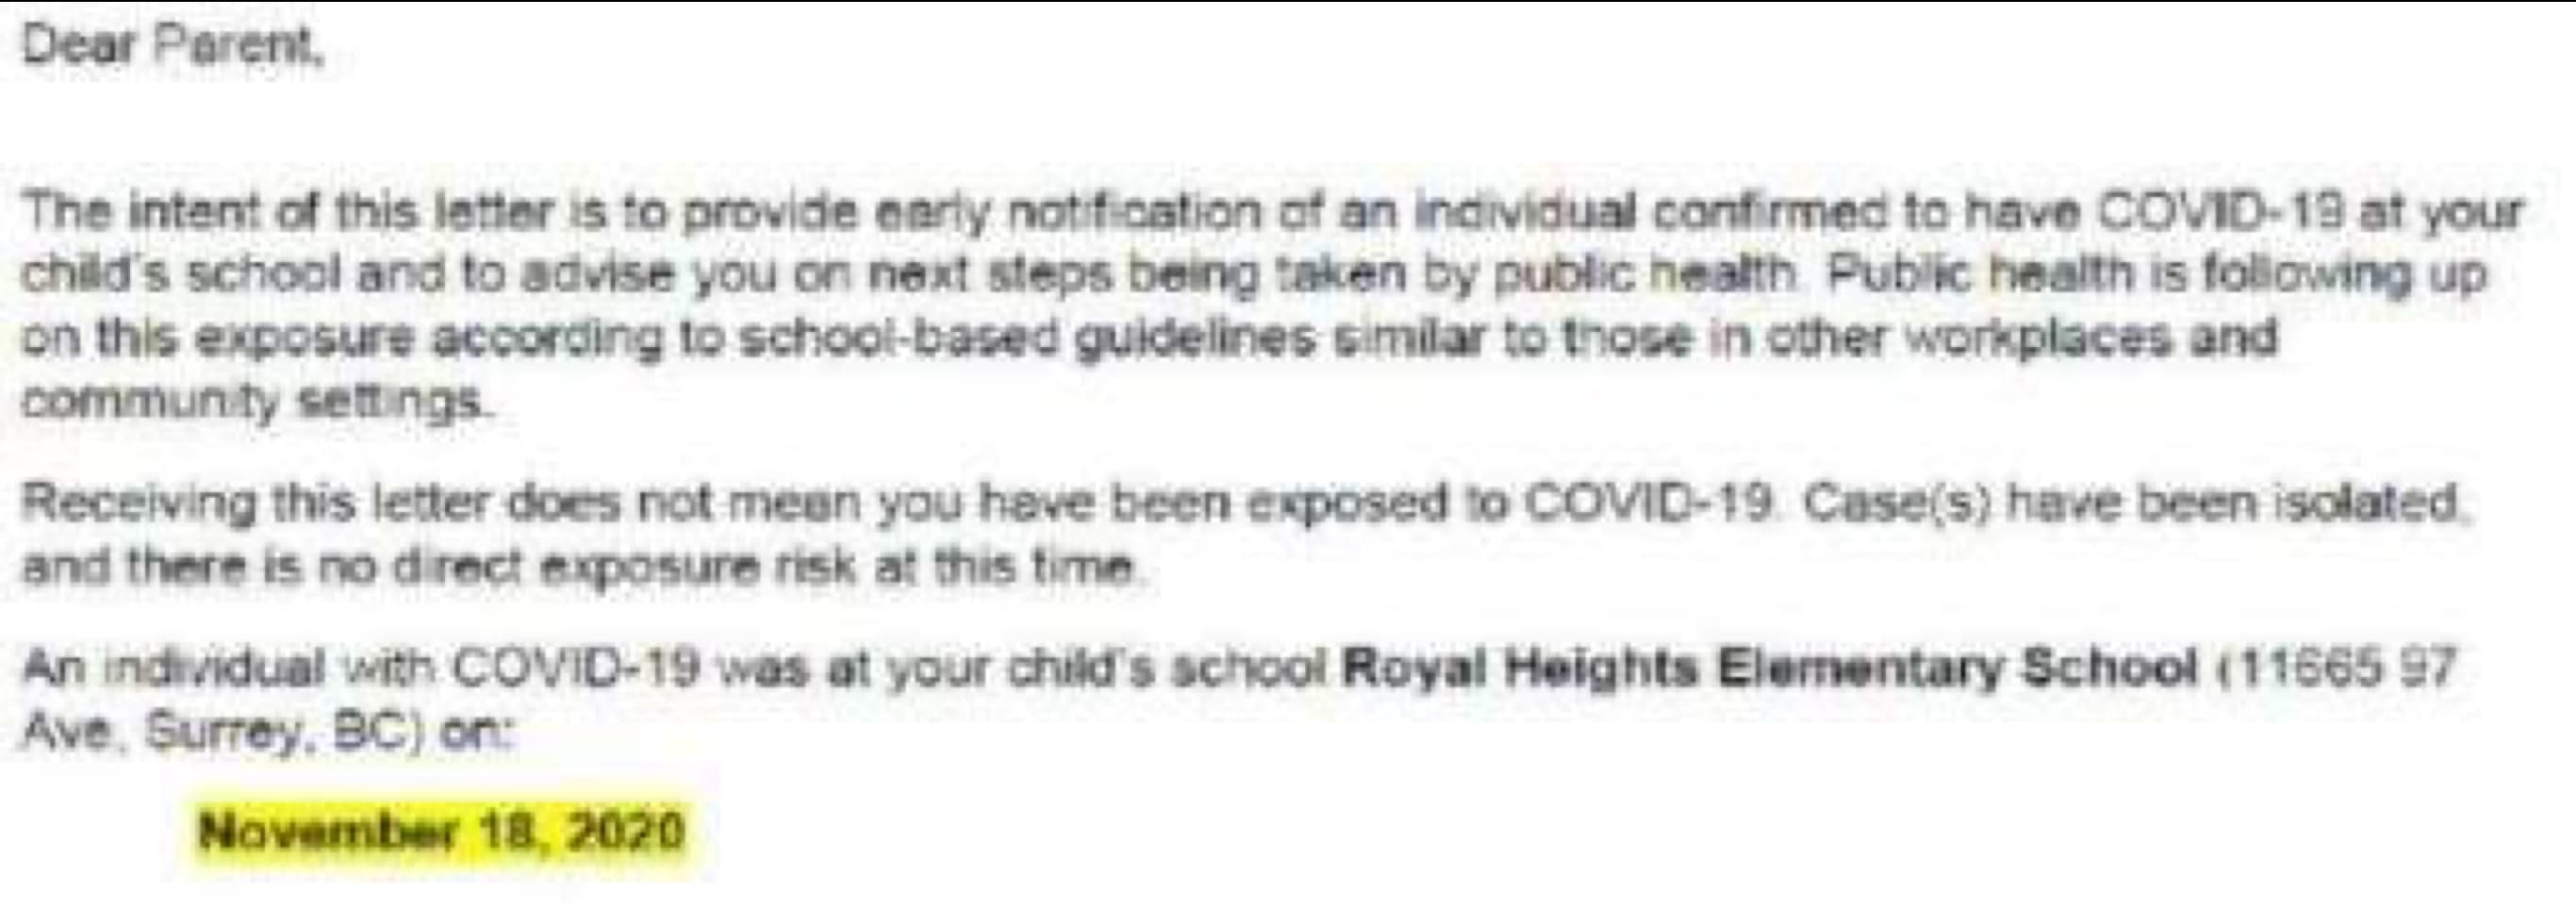 Dear Parent,
The intent of this letter is to provide early notification of an individual confirmed to have COVID-19 at your
child's school and to advise you on next steps being taken by public health. Public health is following up
on this exposure according to school-based guidelines similar to those in other workplaces and
community settings.
Receiving this letter does not mean you have been exposed to COVID-19. Case(s) have been isolated,
and there is no direct exposure risk at this time.
An individual with COVID-19 was at your child's school Royal Heights Elementary School (11665 97
Ave, Surrey, BC) on:
November 18, 2020